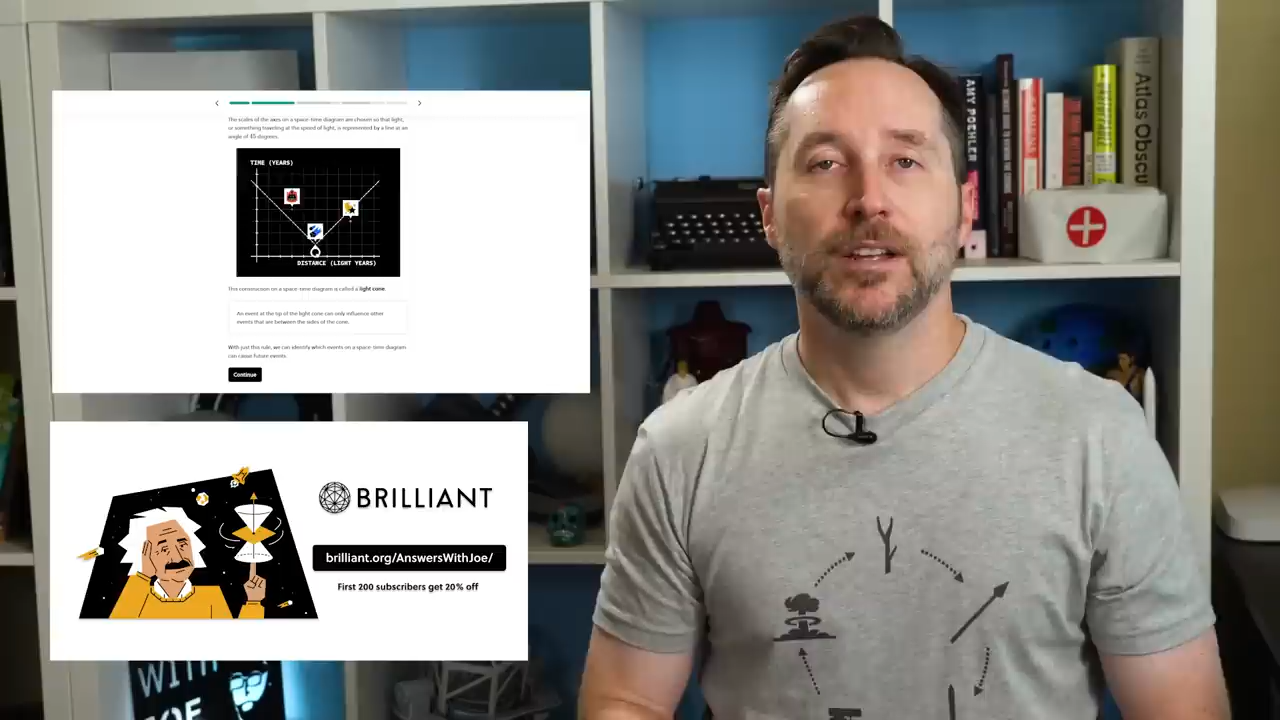 The scales of the axes on a space-time diagram are chosen so that light,
or something traveling at the speed of light, is represented by a line at an
angle of 45 degrees.
TIME (YEARS)
DISTANCE (LIGHT YEARS)
This construction on a space-time diagram is called a light cone.
An event at the tip of the light cone can only influence other
events that are between the sides of the cone.
With just this rule, we can identify which events on a space-time diagram
can cause future events.
Continue
BRILLIANT
brilliant.org/AnswersWithJoe/
First 200 subscribers get 20% off
WITH
JOE
AMY POEHLER
Atlas Obscu